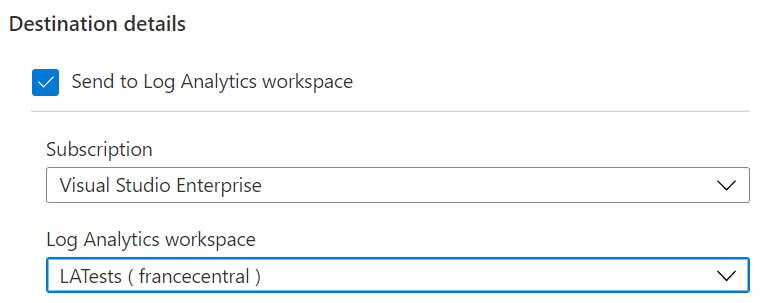 Destination details
Send to Log Analytics workspace
Subscription
Visual Studio Enterprise
Log Analytics workspace
LATests ( francecentral )